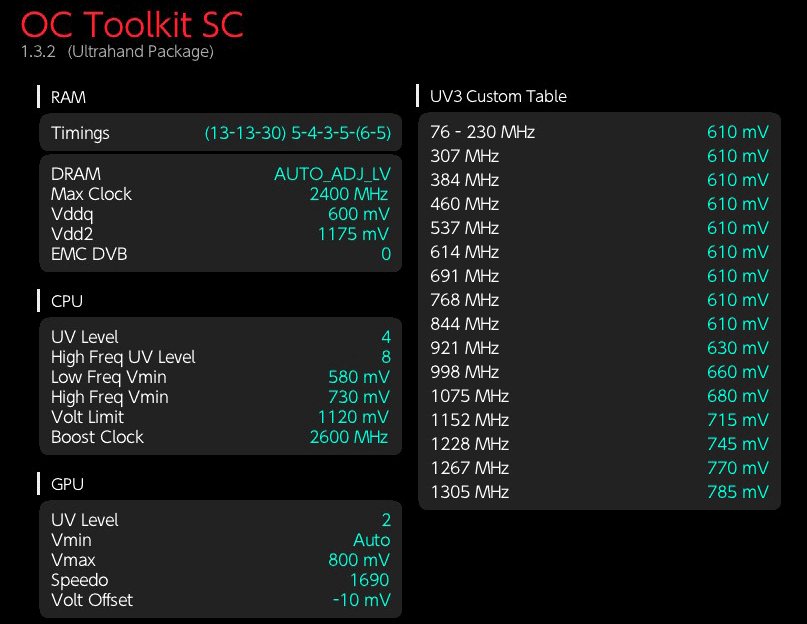 OC Toolkit SC
1.3.2 (Ultrahand Package)
RAM
Timings (13-13-30) 5-4-3-5-(6-5)
DRAM AUTO_ADJ_LV
Max Clock 2400 MHz
Vddq 600 mV
Vdd2 1175 mV
EMC DVB 0
CPU
UV Level 4
High Freq UV Level 8
Low Freq Vmin 580 mV
High Freq Vmin 730 mV
Volt Limit 1120 mV
Boost Clock 2600 MHz
GPU
UV Level 2
Vmin Auto
Vmax 800 mV
Speedo 1690
Volt Offset -10 mV
UV3 Custom Table
76 - 230 MHz 610 mV
307 MHz 610 mV
384 MHz 610 mV
460 MHz 610 mV
537 MHz 610 mV
614 MHz 610 mV
691 MHz 610 mV
768 MHz 610 mV
844 MHz 610 mV
921 MHz 630 mV
998 MHz 660 mV
1075 MHz 680 mV
1152 MHz 715 mV
1228 MHz 745 mV
1267 MHz 770 mV
1305 MHz 785 mV